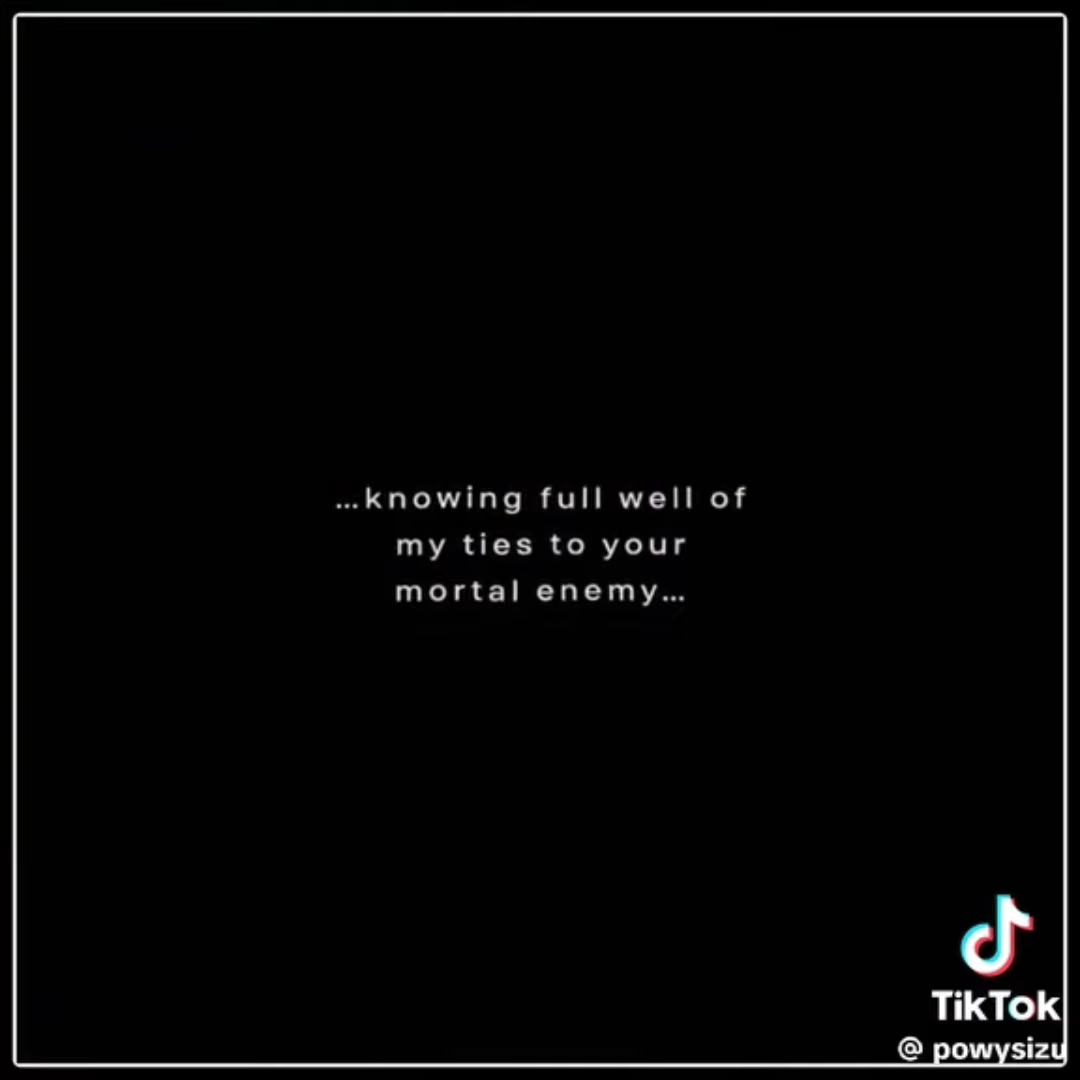 …knowing full well of
my ties to your
mortal enemy…
TikTok
@ powysizu